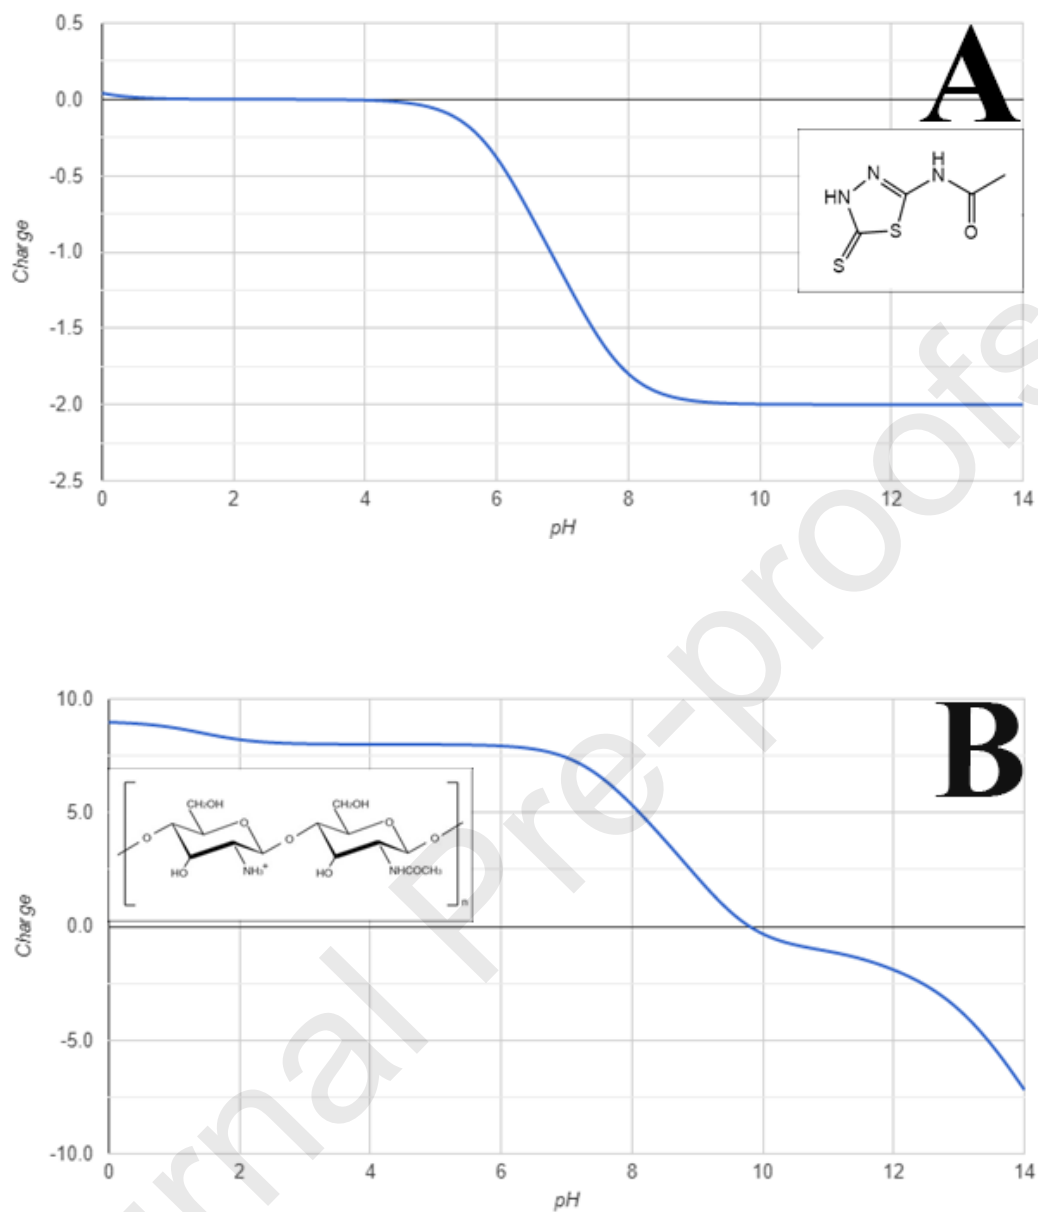 A
0.5
0.0
-0.5
-1.0
-1.5
-2.0
-2.5
Charge
0 2 4 6 8 10 12 14
pH
HN
N
H
N
S
O
S
B
10.0
5.0
0.0
-5.0
-10.0
Charge
0 2 4 6 8 10 12 14
pH
CH₂OH CH₂OH
O O
O O O
HO NH₃⁺ HO NHCOCH₃
n
rnal Pre-proofs